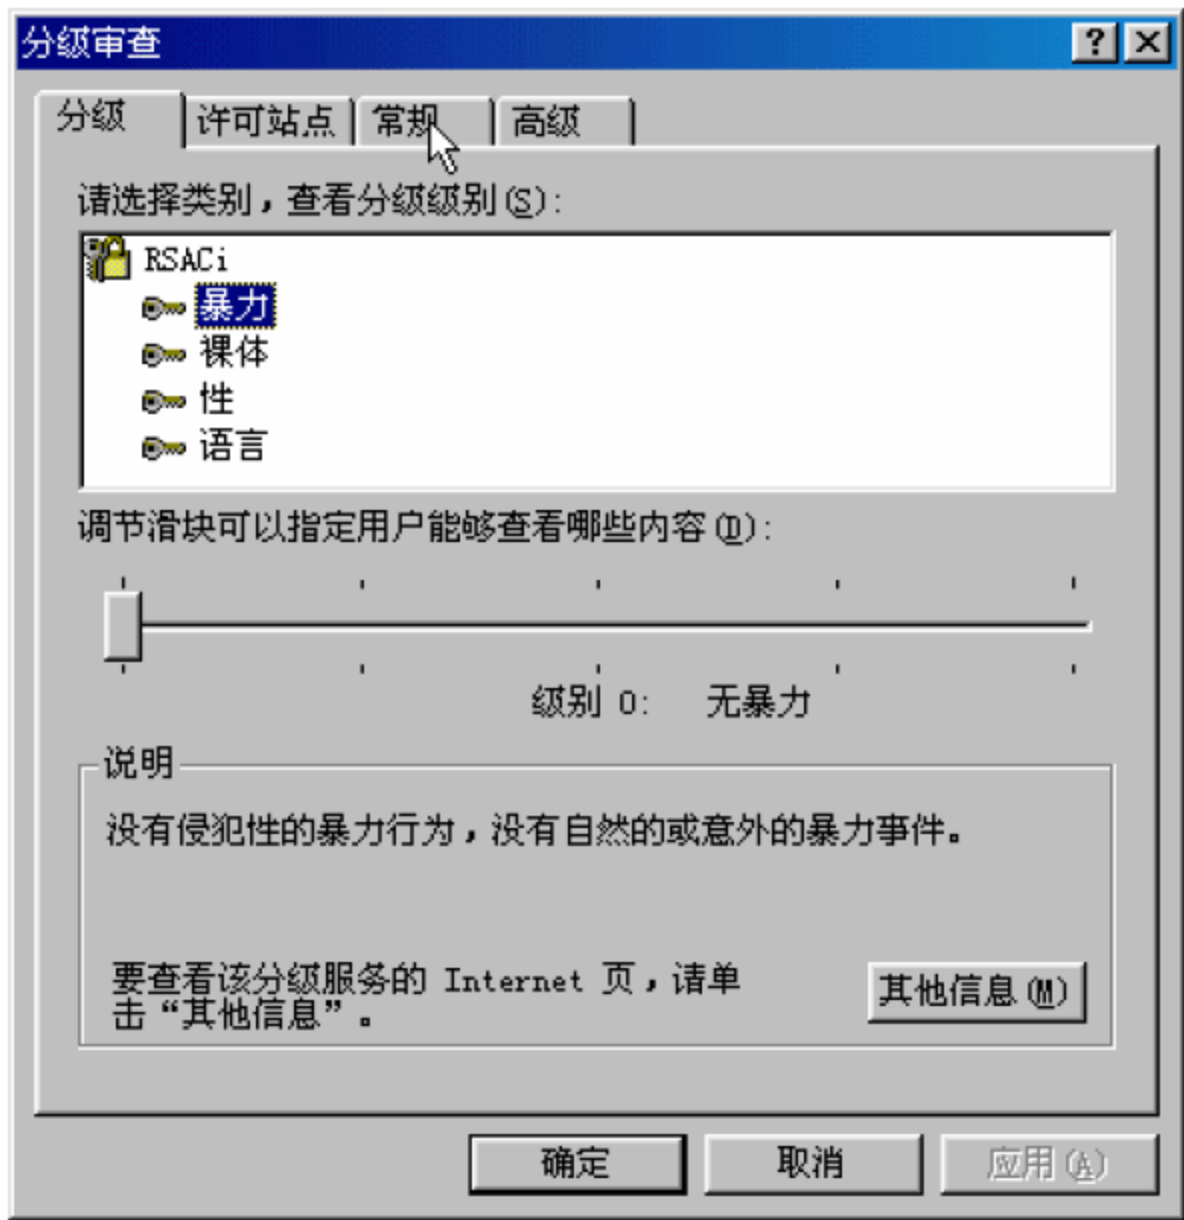 分级审查
分级 许可站点 常规 高级
请选择类别，查看分级级别(S):
RSACi
暴力
裸体
性
语言
调节滑块可以指定用户能够查看哪些内容(D):
级别 0: 无暴力
说明
没有侵犯性的暴力行为，没有自然的或意外的暴力事件。
要查看该分级服务的 Internet 页，请单
击“其他信息”。
其他信息(M)
确定 取消 应用(A)